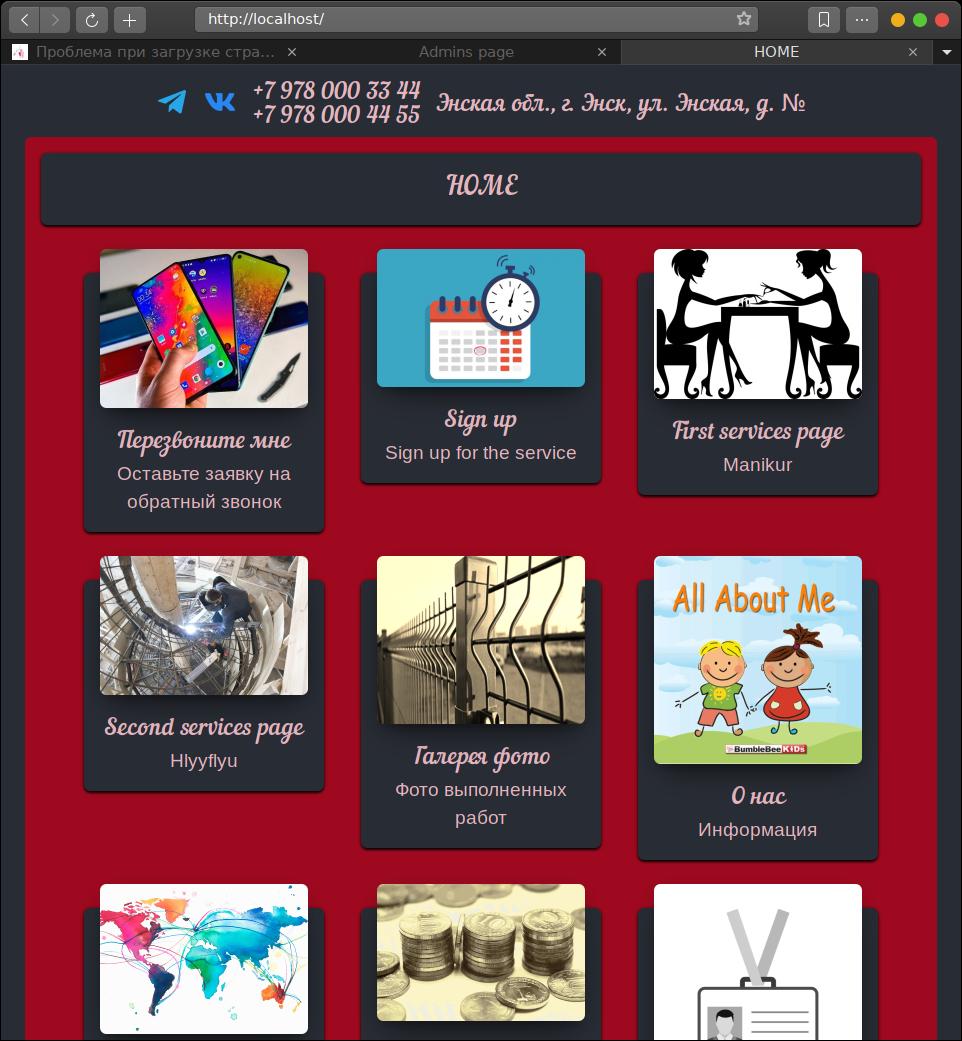 http://localhost/
Проблема при загрузке стра...
Admins page
HOME
+7 978 000 33 44
+7 978 000 44 55
Энская обл., г. Энск, ул. Энская, д. №
HOME
Перезвоните мне
Оставьте заявку на
обратный звонок
Sign up
Sign up for the service
First services page
Manikur
Second services page
Hlyyflyu
Галерея фото
Фото выполненных
работ
All About Me
BumbleBee KiDs
О нас
Информация